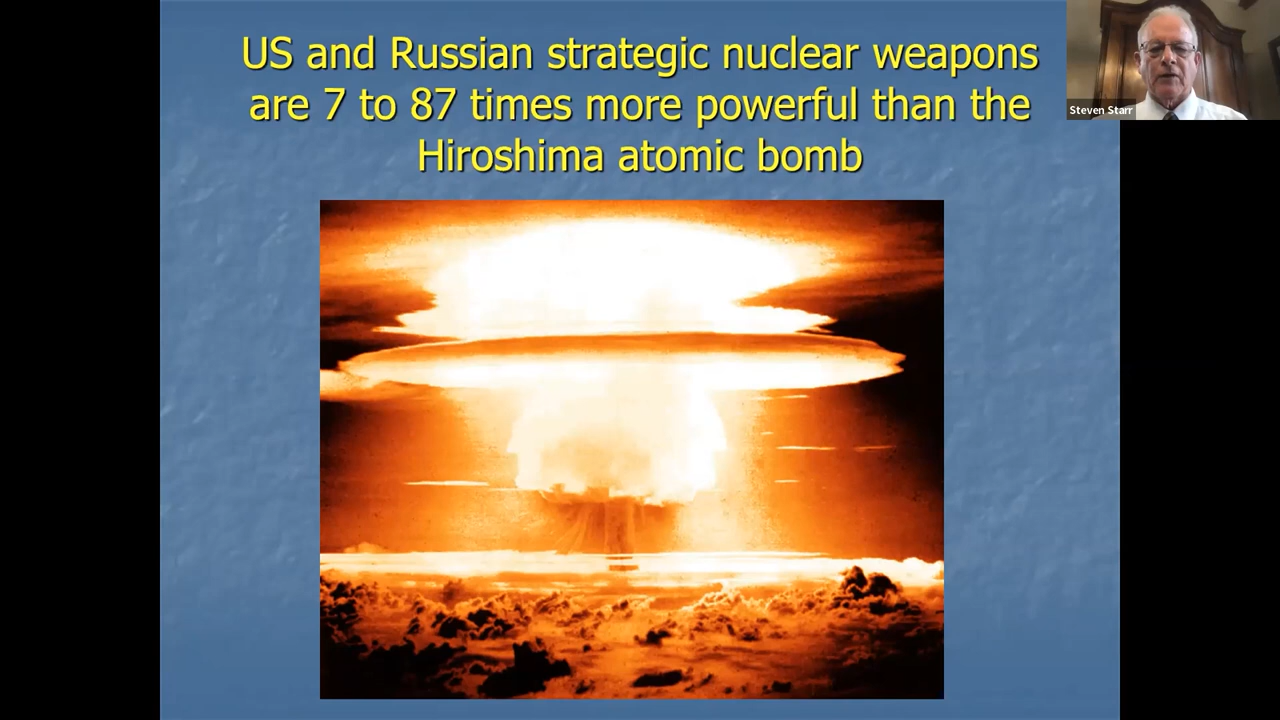 US and Russian strategic nuclear weapons
are 7 to 87 times more powerful than the
Hiroshima atomic bomb
Steven Starr